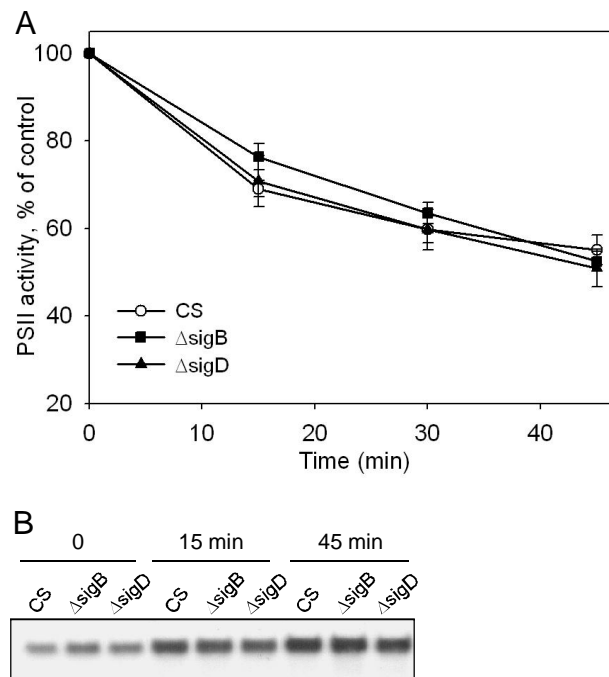 A
100
80
60
40
20
PSII activity, % of control
CS
ΔsigB
ΔsigD
0 10 20 30 40
Time (min)
B
0 15 min 45 min
CS ΔsigB ΔsigD CS ΔsigB ΔsigD CS ΔsigB ΔsigD